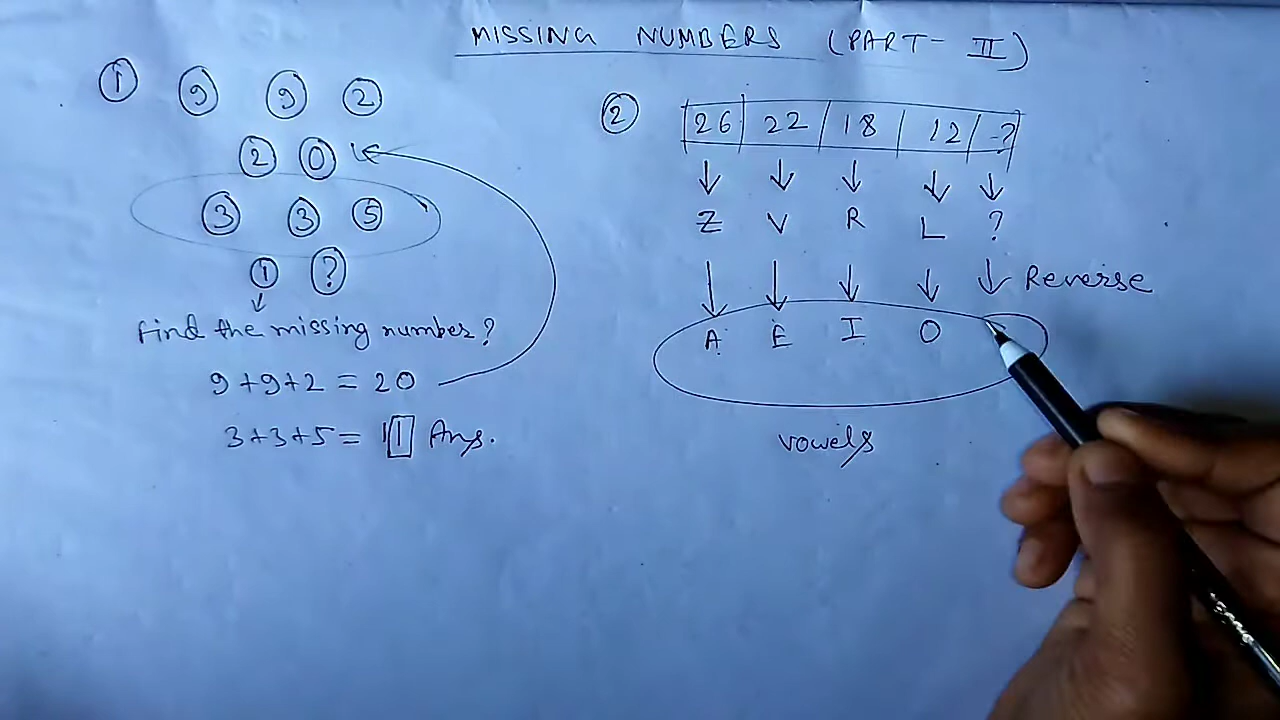 MISSING NUMBERS (PART- II)
① 9 9 2
2 0
3 3 5
1 ?
Find the missing number?
9+9+2 = 20
3+3+5 = 11 Ans.
② 26 22 18 12 ?
Z V R L ?
Reverse
A E I O
vowels